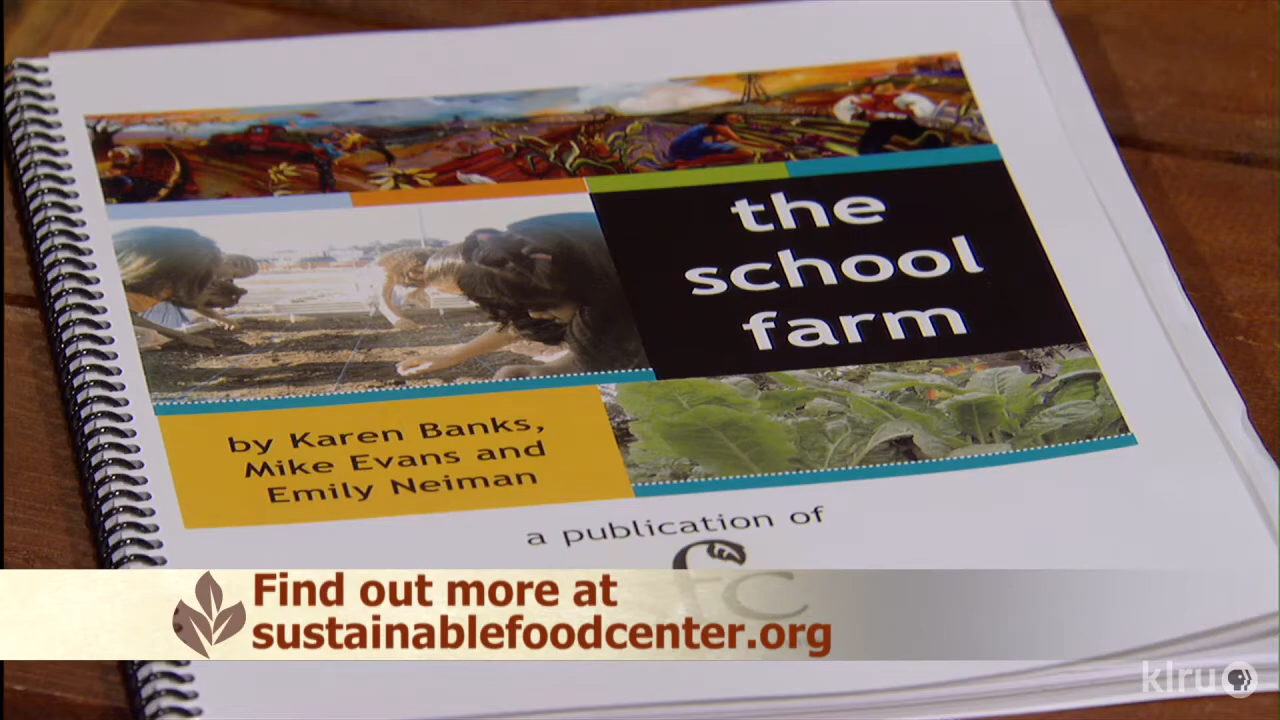 the
school
farm
by Karen Banks,
Mike Evans and
Emily Neiman
a publication of
sfc
Find out more at
sustainablefoodcenter.org
klru